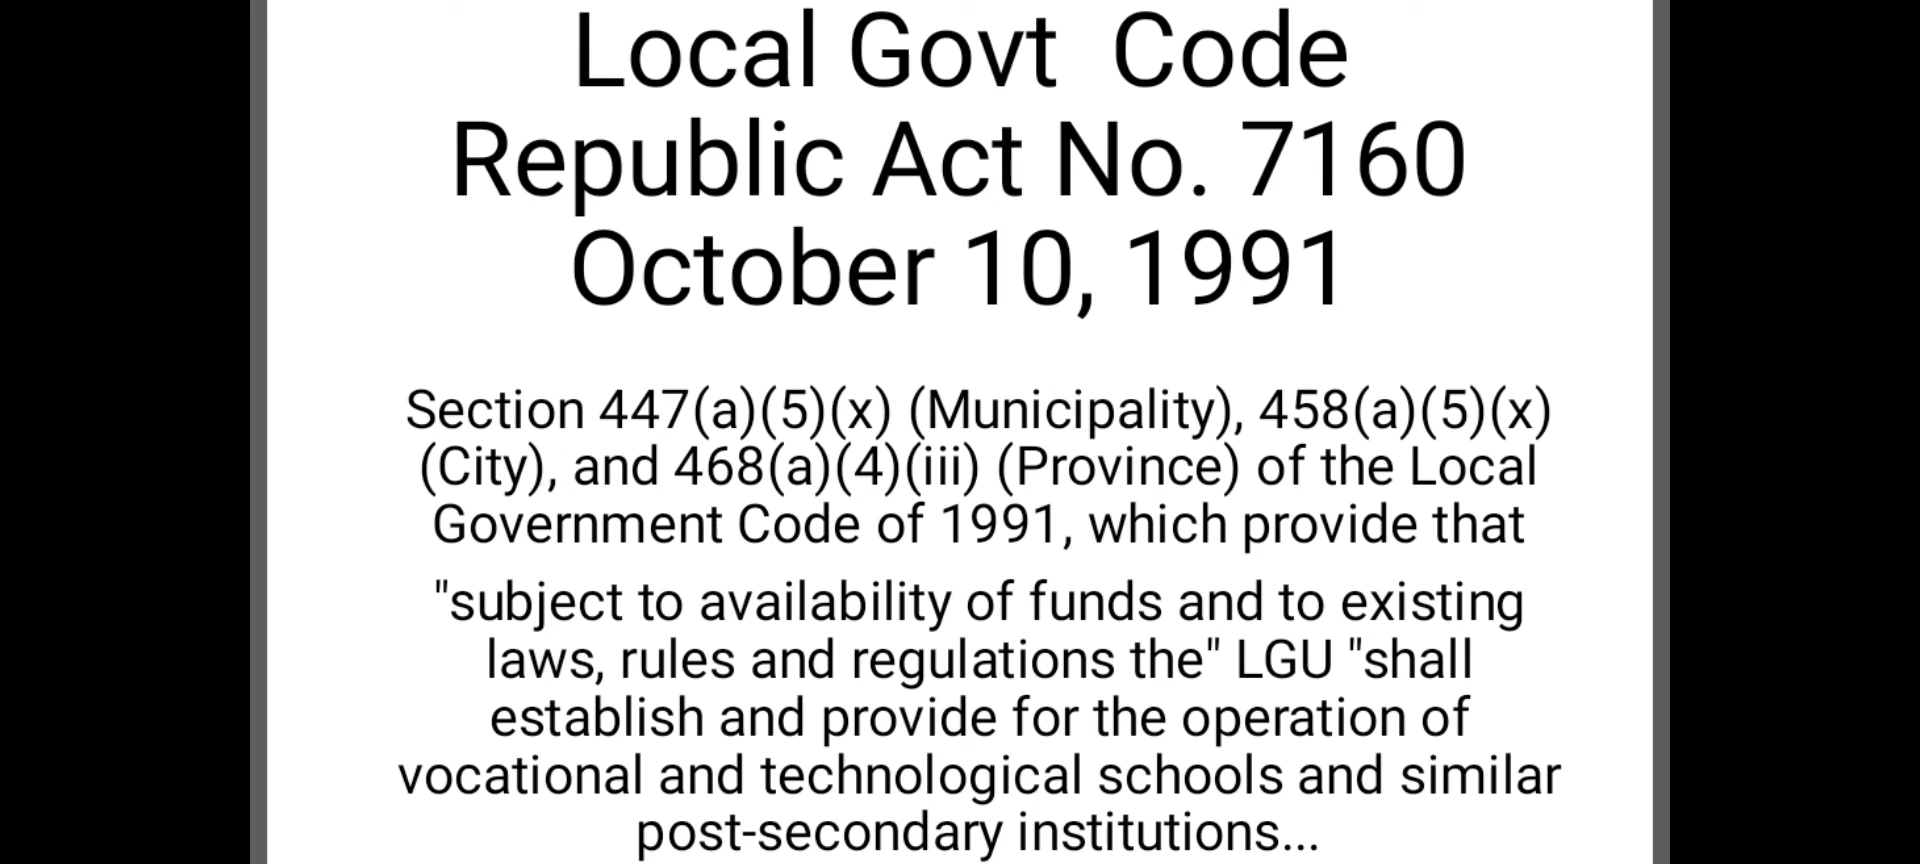 Local Govt  Code
Republic Act No. 7160
October 10, 1991
Section 447(a)(5)(x) (Municipality), 458(a)(5)(x)
(City), and 468(a)(4)(iii) (Province) of the Local
Government Code of 1991, which provide that
"subject to availability of funds and to existing
laws, rules and regulations the" LGU "shall
establish and provide for the operation of
vocational and technological schools and similar
post-secondary institutions...